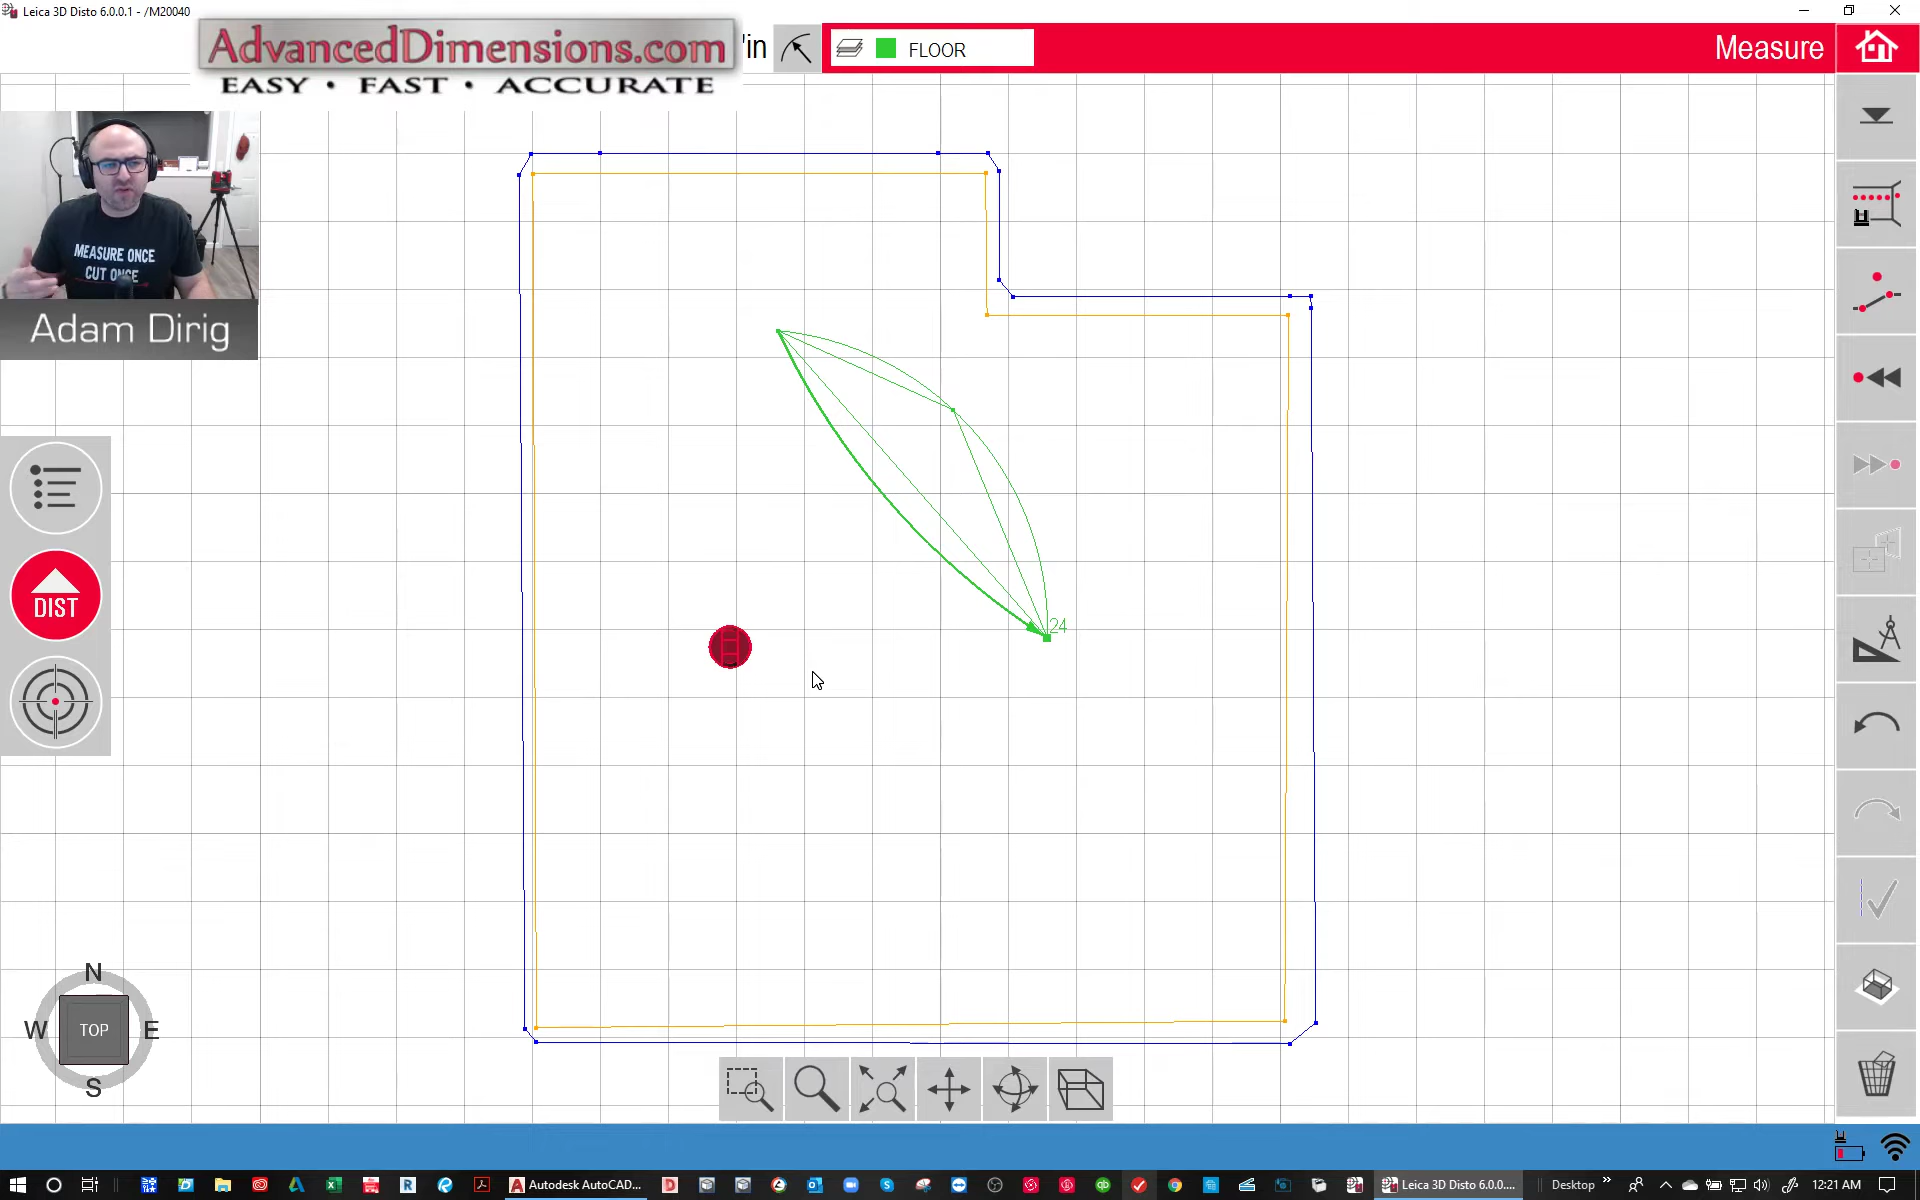 Leica 3D Disto 6.0.0.1 - /M20040
AdvancedDimensions.com
EASY • FAST • ACCURATE
'in
FLOOR
Measure
MEASURE ONCE
CUT ONCE
Adam Dirig
24
DIST
N
W TOP E
S
Autodesk AutoCAD...
Leica 3D Disto 6.0.0....
Desktop
12:21 AM